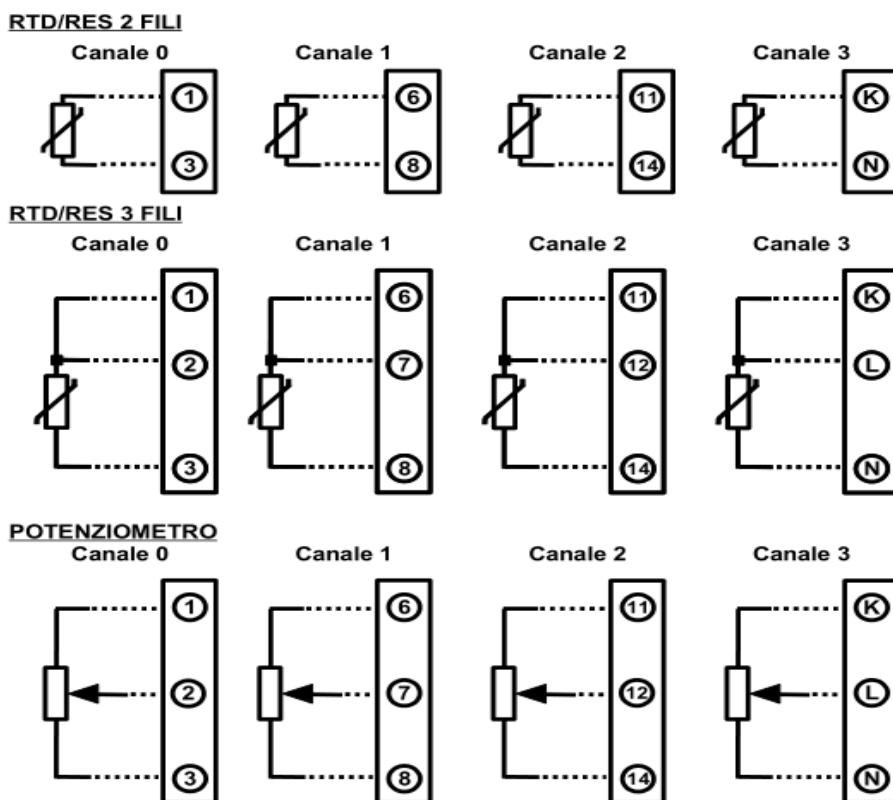 RTD/RES 2 FILI
Canale 0 Canale 1 Canale 2 Canale 3
1 6 11 K
3 8 14 N
RTD/RES 3 FILI
Canale 0 Canale 1 Canale 2 Canale 3
1 6 11 K
2 7 12 L
3 8 14 N
POTENZIOMETRO
Canale 0 Canale 1 Canale 2 Canale 3
1 6 11 K
2 7 12 L
3 8 14 N